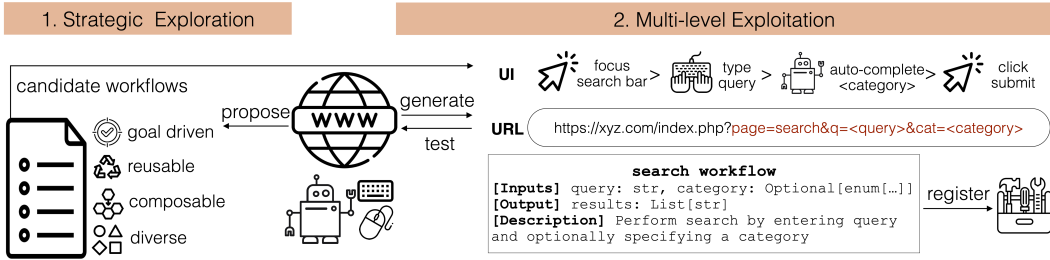 1. Strategic Exploration
2. Multi-level Exploitation
candidate workflows
goal driven
reusable
composable
diverse
propose
WWW
generate
test
UI
focus
search bar
>
type
query
>
auto-complete
<category>
>
click
submit
URL
https://xyz.com/index.php?page=search&q=<query>&cat=<category>
search workflow
[Inputs] query: str, category: Optional[enum[…]]
[Output] results: List[str]
[Description] Perform search by entering query
and optionally specifying a category
register